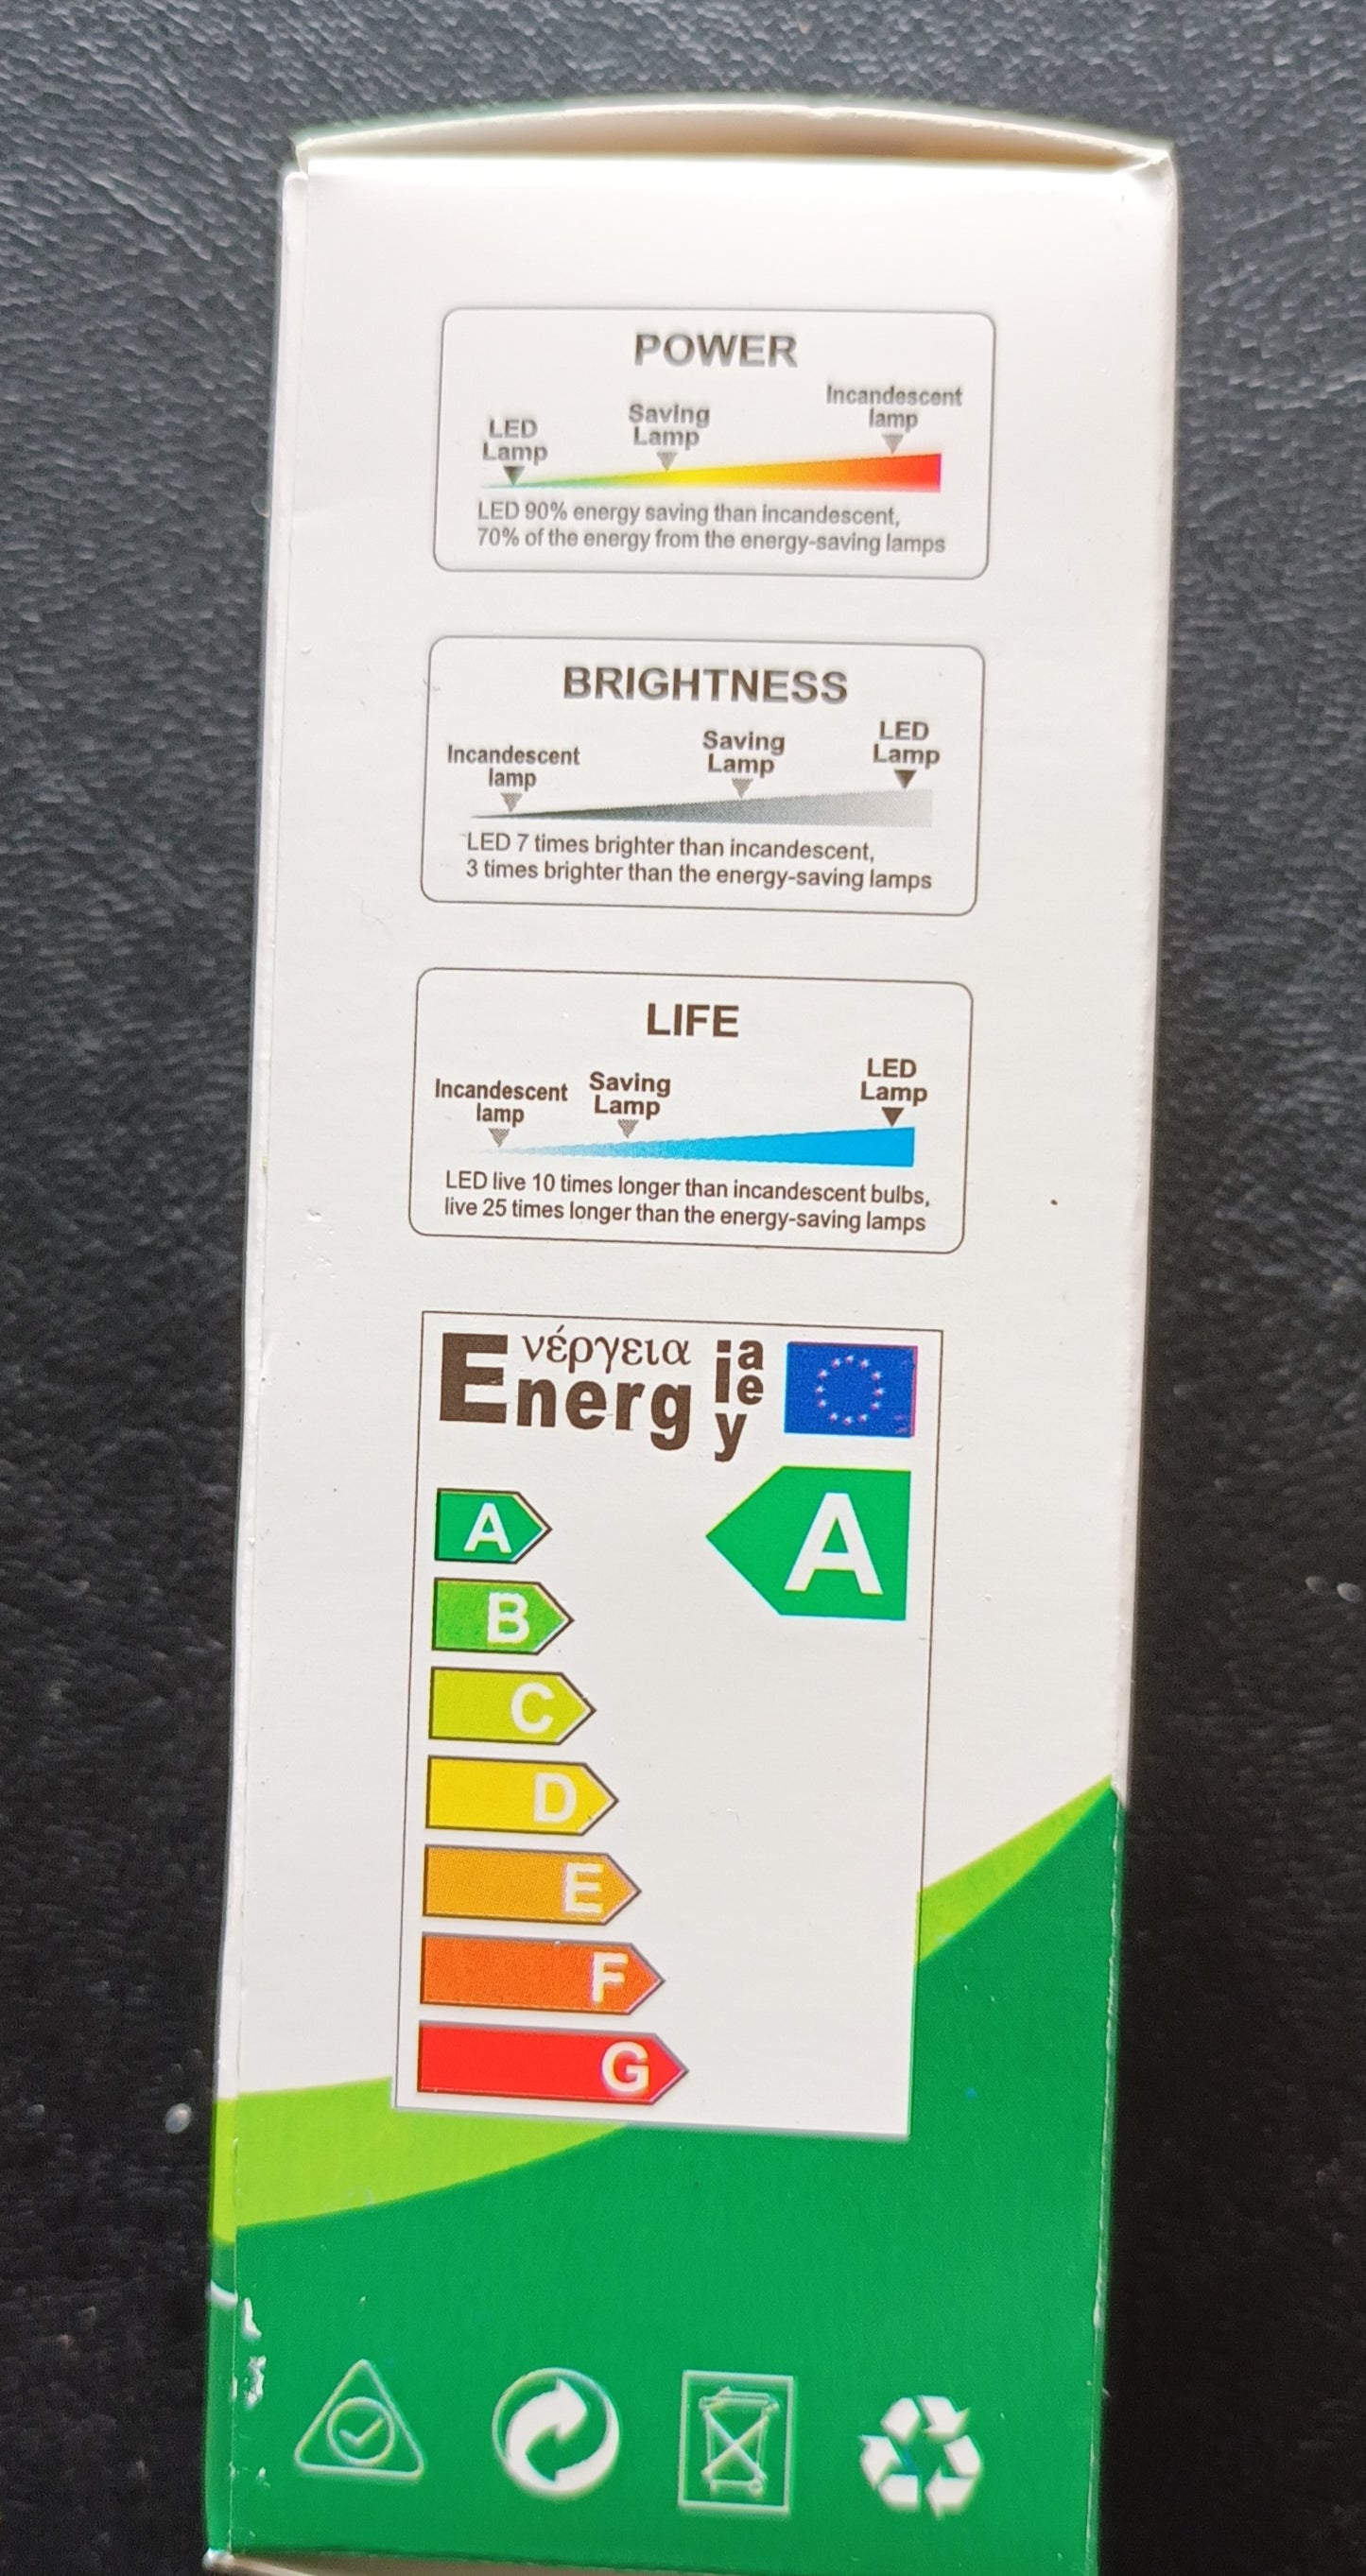 POWER
LED
Lamp
Saving
Lamp
Incandescent
lamp
LED 90% energy saving than incandescent,
70% of the energy from the energy-saving lamps
BRIGHTNESS
Incandescent
lamp
Saving
Lamp
LED
Lamp
LED 7 times brighter than incandescent,
3 times brighter than the energy-saving lamps
LIFE
Incandescent
lamp
Saving
Lamp
LED
Lamp
LED live 10 times longer than incandescent bulbs,
live 25 times longer than the energy-saving lamps
Eνέργεια
Energ
ia
ie
y
A
A
B
C
D
E
F
G